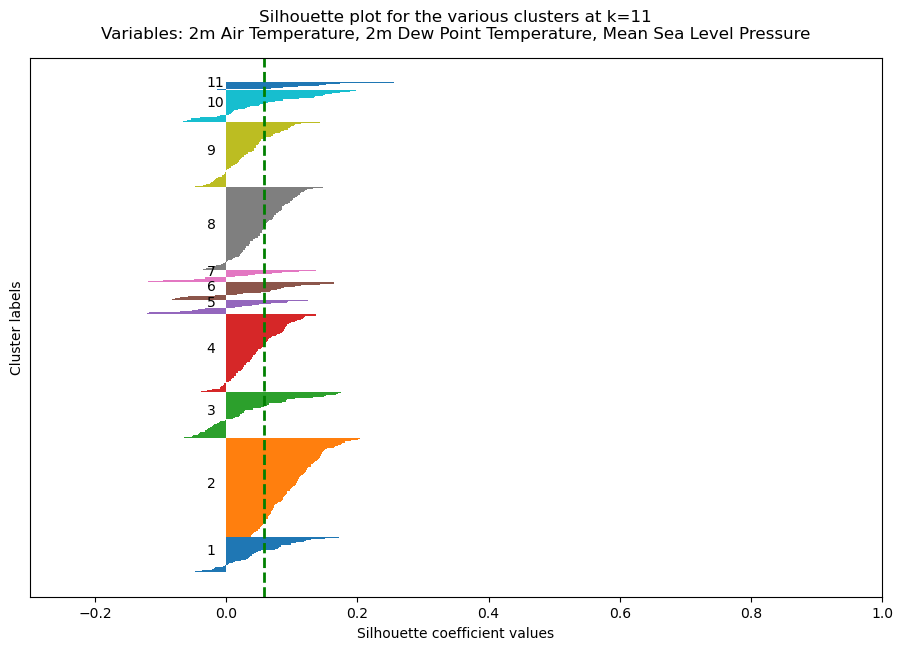 Silhouette plot for the various clusters at k=11
Variables: 2m Air Temperature, 2m Dew Point Temperature, Mean Sea Level Pressure
Cluster labels
11
10
9
8
7
6
5
4
3
2
1
−0.2 0.0 0.2 0.4 0.6 0.8 1.0
Silhouette coefficient values